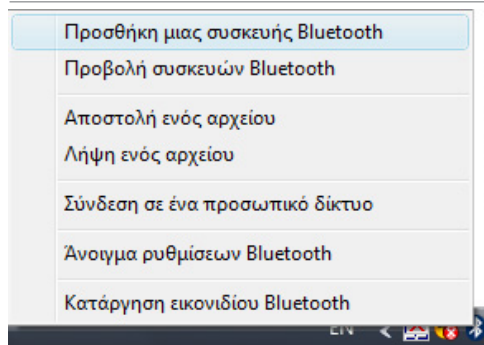 Προσθήκη μιας συσκευής Bluetooth
Προβολή συσκευών Bluetooth
Αποστολή ενός αρχείου
Λήψη ενός αρχείου
Σύνδεση σε ένα προσωπικό δίκτυο
Άνοιγμα ρυθμίσεων Bluetooth
Κατάργηση εικονιδίου Bluetooth
EN